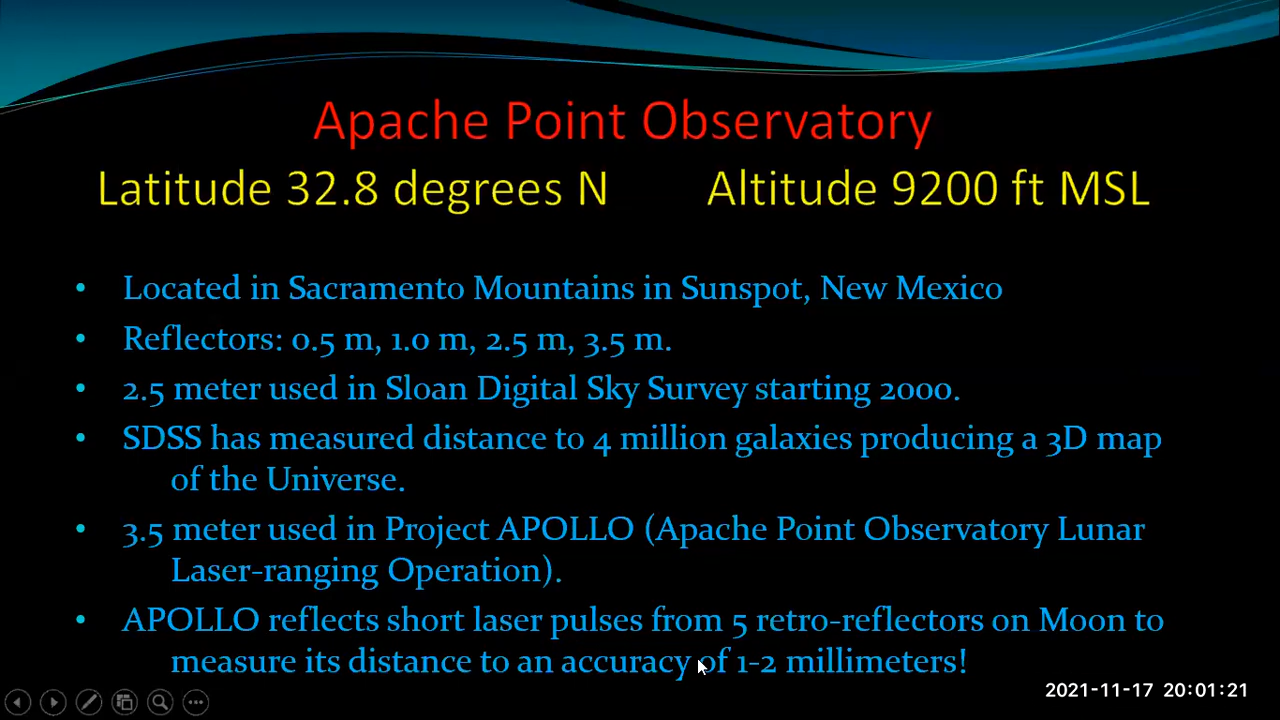 Apache Point Observatory
Latitude 32.8 degrees N Altitude 9200 ft MSL
• Located in Sacramento Mountains in Sunspot, New Mexico
• Reflectors: 0.5 m, 1.0 m, 2.5 m, 3.5 m.
• 2.5 meter used in Sloan Digital Sky Survey starting 2000.
• SDSS has measured distance to 4 million galaxies producing a 3D map
of the Universe.
• 3.5 meter used in Project APOLLO (Apache Point Observatory Lunar
Laser-ranging Operation).
• APOLLO reflects short laser pulses from 5 retro-reflectors on Moon to
measure its distance to an accuracy of 1-2 millimeters!
2021-11-17 20:01:21